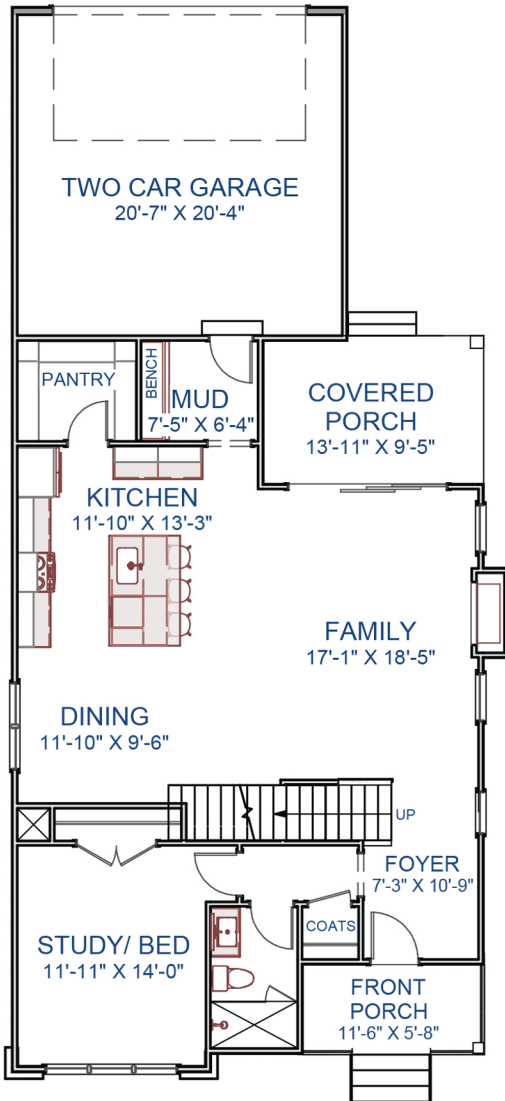 TWO CAR GARAGE
20'-7" X 20'-4"
PANTRY
BENCH
MUD
7'-5" X 6'-4"
COVERED
PORCH
13'-11" X 9'-5"
KITCHEN
11'-10" X 13'-3"
FAMILY
17'-1" X 18'-5"
DINING
11'-10" X 9'-6"
UP
FOYER
7'-3" X 10'-9"
COATS
STUDY/ BED
11'-11" X 14'-0"
FRONT
PORCH
11'-6" X 5'-8"